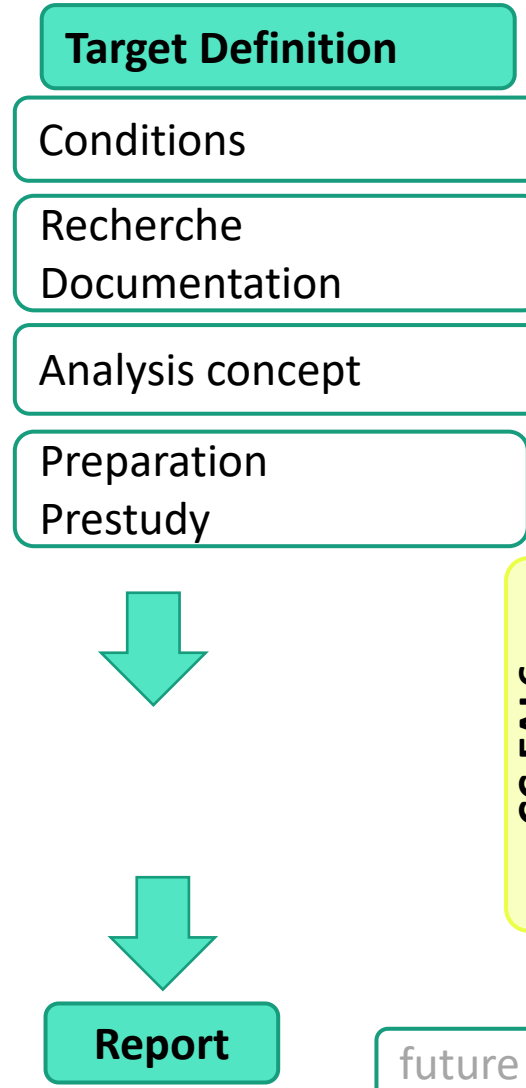 Target Definition
Conditions
Recherche
Documentation
Analysis concept
Preparation
Prestudy
Report
future